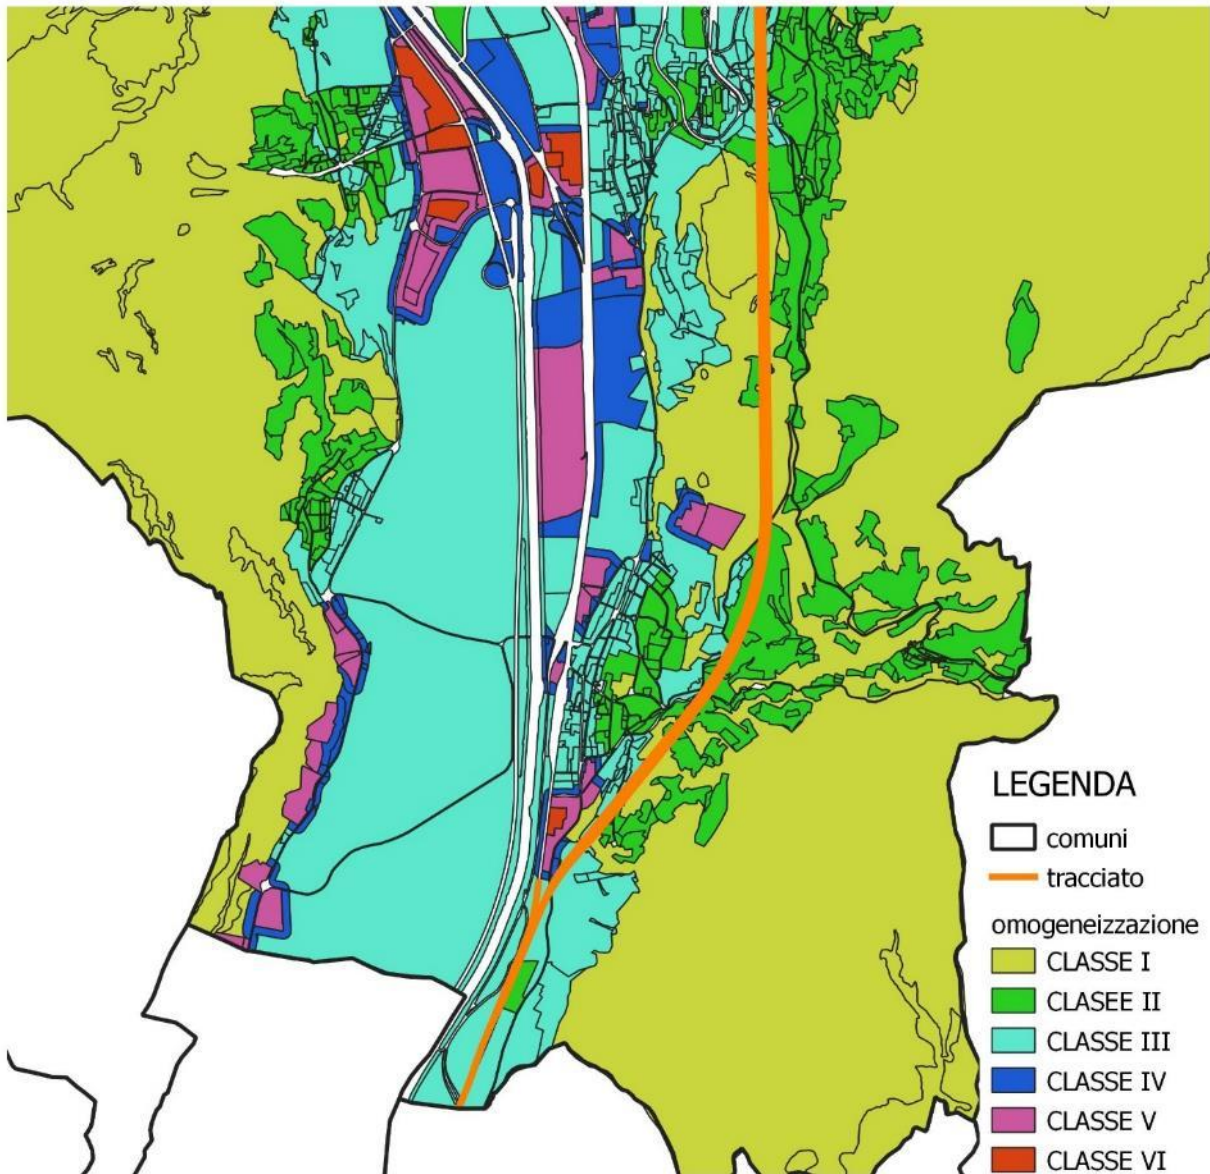 LEGENDA
comuni
tracciato
omogeneizzazione
CLASSE I
CLASEE II
CLASSE III
CLASSE IV
CLASSE V
CLASSE VI